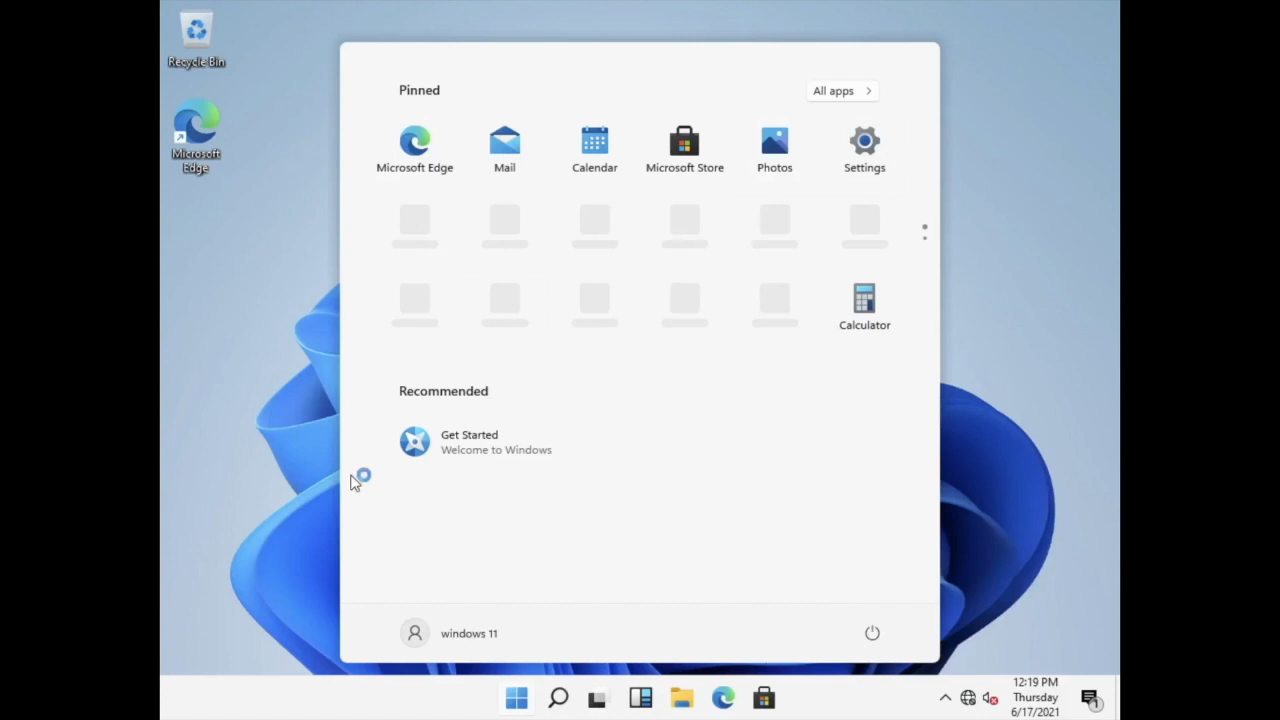 Recycle Bin
Microsoft
Edge
Pinned
All apps
Microsoft Edge
Mail
Calendar
Microsoft Store
Photos
Settings
Calculator
Recommended
Get Started
Welcome to Windows
windows 11
12:19 PM
Thursday
6/17/2021
1